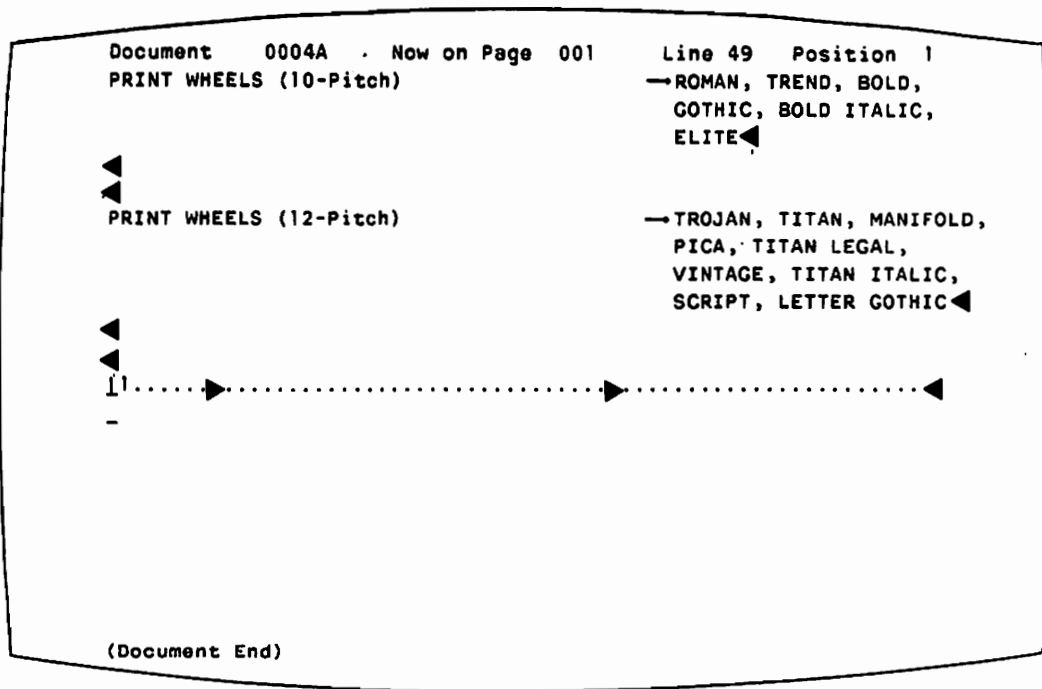 Document 0004A . Now on Page 001 Line 49 Position 1
PRINT WHEELS (10-Pitch) →ROMAN, TREND, BOLD,
GOTHIC, BOLD ITALIC,
ELITE◀
◀
◀
PRINT WHEELS (12-Pitch) →TROJAN, TITAN, MANIFOLD,
PICA, TITAN LEGAL,
VINTAGE, TITAN ITALIC,
SCRIPT, LETTER GOTHIC◀
◀
◀
1......▶...............................▶.......................◀
(Document End)